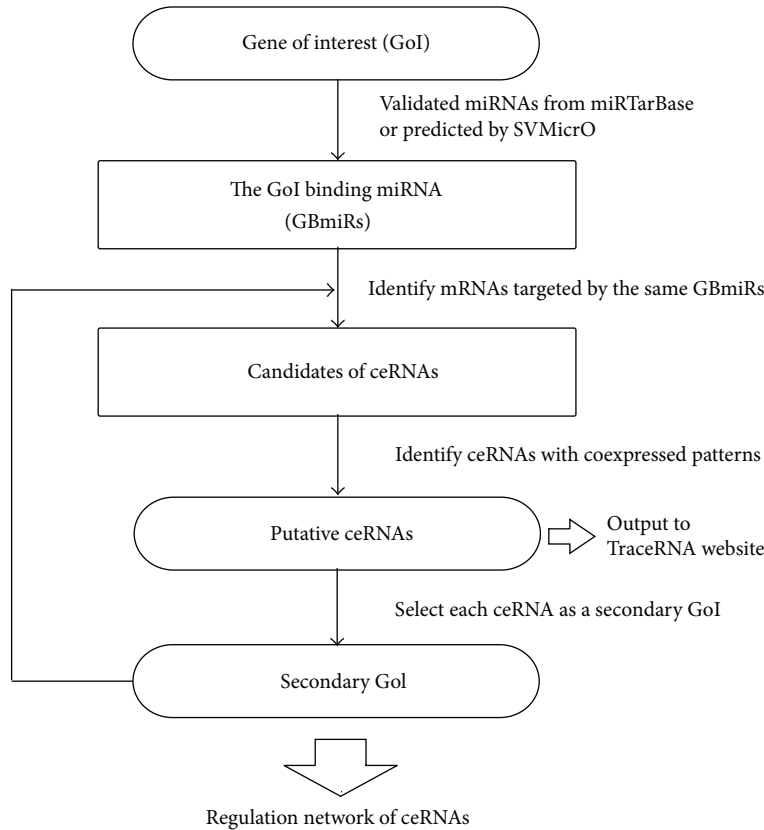 Gene of interest (GoI)
Validated miRNAs from miRTarBase
or predicted by SVMicrO
The GoI binding miRNA
(GBmiRs)
Identify mRNAs targeted by the same GBmiRs
Candidates of ceRNAs
Identify ceRNAs with coexpressed patterns
Putative ceRNAs
Output to
TraceRNA website
Select each ceRNA as a secondary GoI
Secondary GoI
Regulation network of ceRNAs